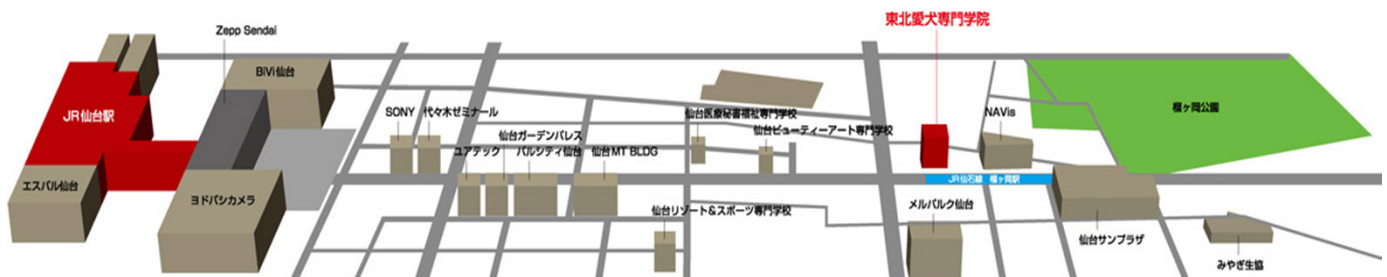 東北愛犬専門学院
Zepp Sendai
BiVi仙台
JR仙台駅
エスパル仙台
ヨドバシカメラ
SONY
代々木ゼミナール
仙台ガーデンパレス
ユアテック
パルシティ仙台
仙台MT BLDG
仙台医療秘書福祉専門学校
仙台ビューティーアート専門学校
仙台リゾート&スポーツ専門学校
NAVis
榴ヶ岡公園
JR仙石線 榴ヶ岡駅
メルパルク仙台
仙台サンプラザ
みやぎ生協